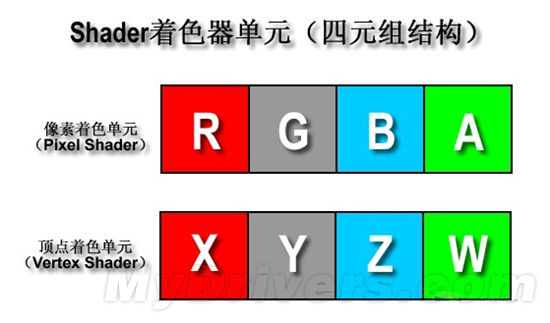 Shader着色器单元（四元组结构）
像素着色单元
（Pixel Shader）
R G B A
顶点着色单元
（Vertex Shader）
X Y Z W
MyDrivers.com